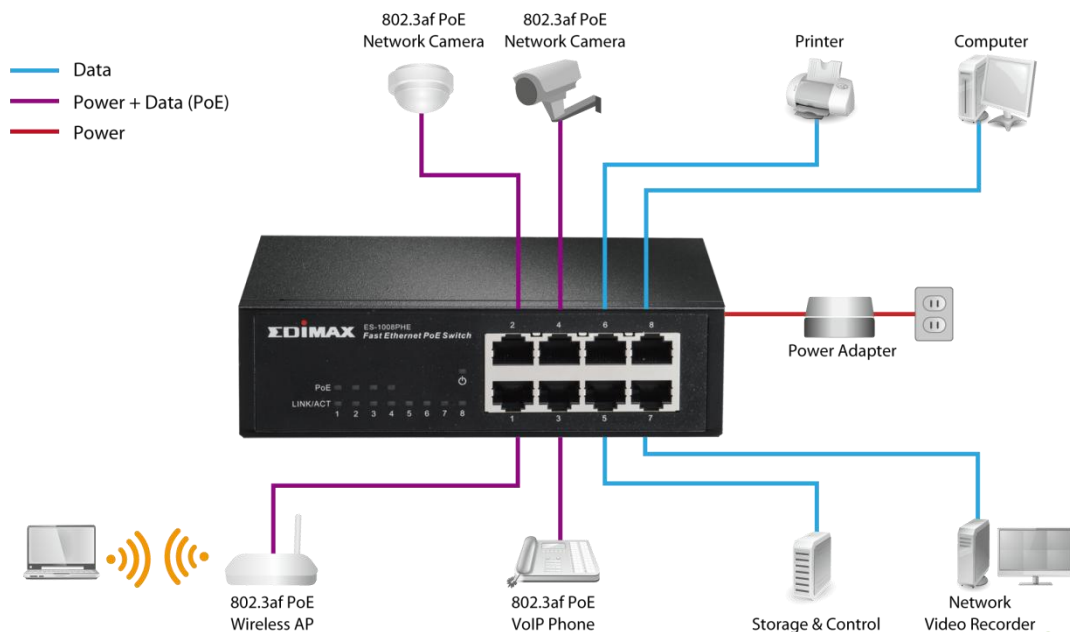 802.3af PoE
Network Camera
802.3af PoE
Network Camera
Printer
Computer
Data
Power + Data (PoE)
Power
EDIMAX
ES-1008PHE
Fast Ethernet PoE Switch
2 4 6 8
PoE
LINK/ACT
1 2 3 4 5 6 7 8
1 3 5 7
Power Adapter
802.3af PoE
Wireless AP
802.3af PoE
VoIP Phone
Storage & Control
Network
Video Recorder